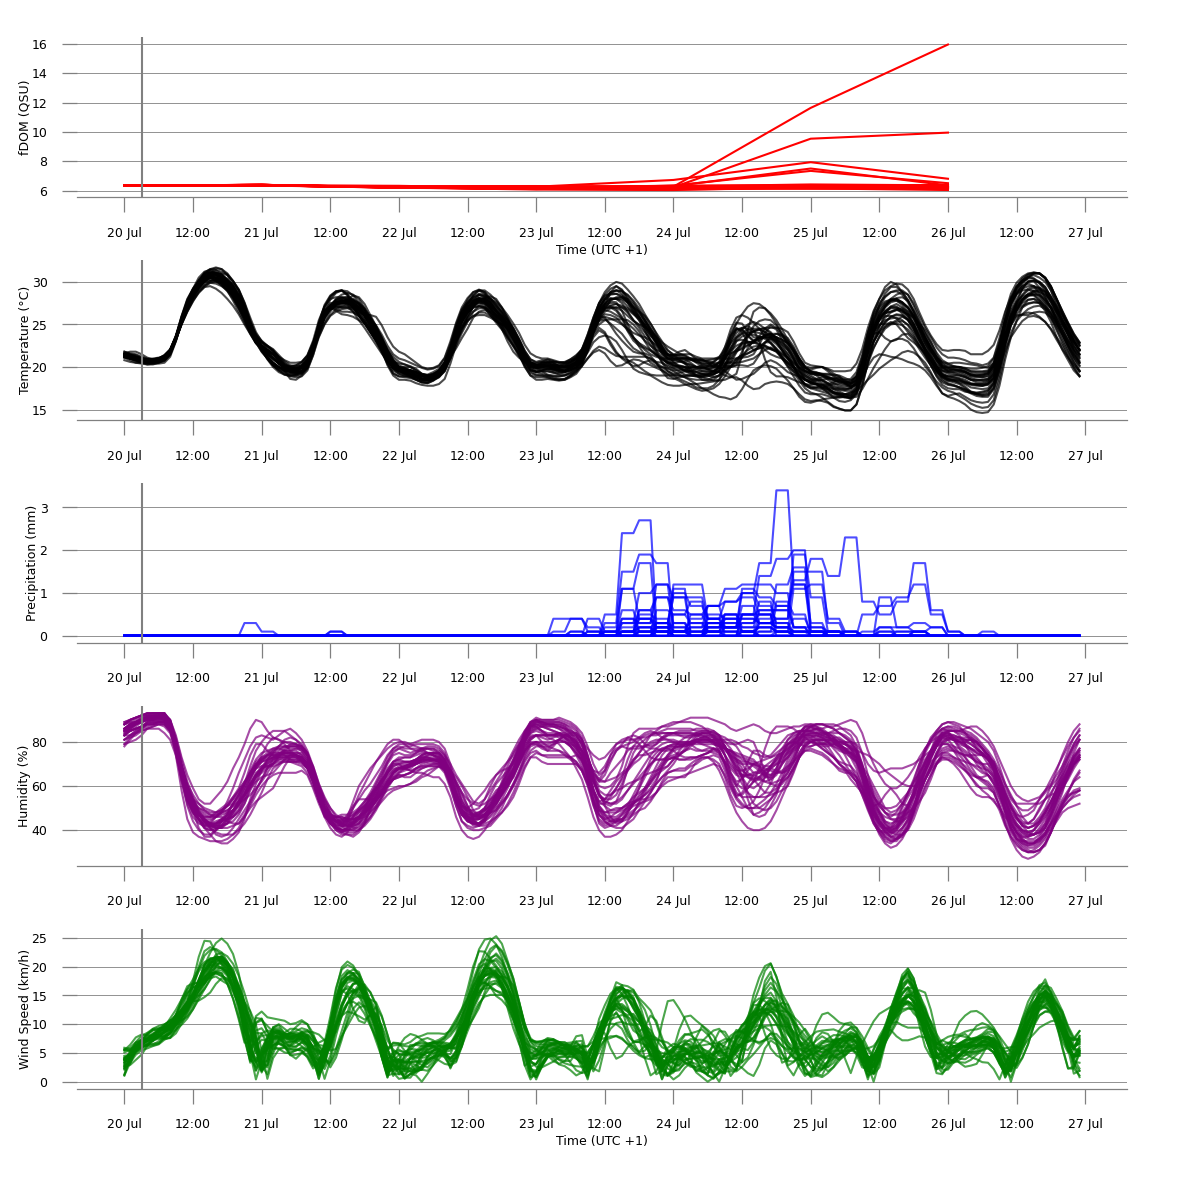 16
14
12
10
8
6
fDOM (QSU)
20 Jul 12:00 21 Jul 12:00 22 Jul 12:00 23 Jul 12:00 24 Jul 12:00 25 Jul 12:00 26 Jul 12:00 27 Jul
Time (UTC +1)
30
25
20
15
Temperature (°C)
20 Jul 12:00 21 Jul 12:00 22 Jul 12:00 23 Jul 12:00 24 Jul 12:00 25 Jul 12:00 26 Jul 12:00 27 Jul
3
2
1
0
Precipitation (mm)
20 Jul 12:00 21 Jul 12:00 22 Jul 12:00 23 Jul 12:00 24 Jul 12:00 25 Jul 12:00 26 Jul 12:00 27 Jul
80
60
40
Humidity (%)
20 Jul 12:00 21 Jul 12:00 22 Jul 12:00 23 Jul 12:00 24 Jul 12:00 25 Jul 12:00 26 Jul 12:00 27 Jul
25
20
15
10
5
0
Wind Speed (km/h)
20 Jul 12:00 21 Jul 12:00 22 Jul 12:00 23 Jul 12:00 24 Jul 12:00 25 Jul 12:00 26 Jul 12:00 27 Jul
Time (UTC +1)